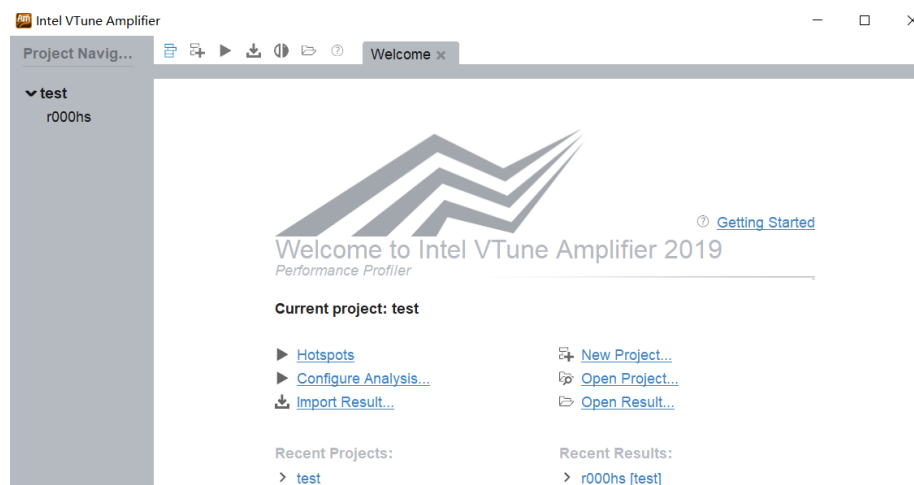 Intel VTune Amplifier
Project Navig...
Welcome
test
r000hs
Getting Started
Welcome to Intel VTune Amplifier 2019
Performance Profiler
Current project: test
Hotspots
New Project...
Configure Analysis...
Open Project...
Import Result...
Open Result...
Recent Projects:
Recent Results:
test
r000hs [test]